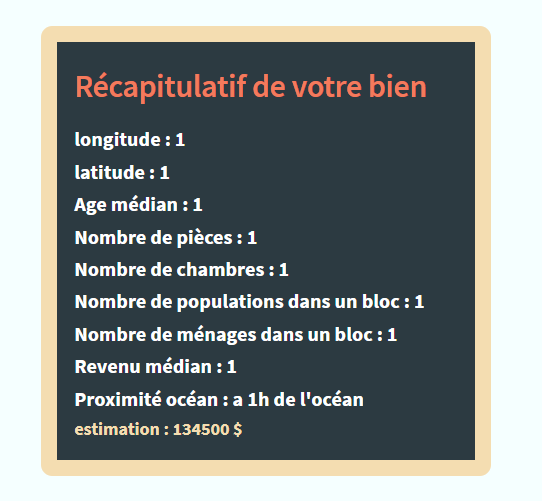 Récapitulatif de votre bien
longitude : 1
latitude : 1
Age médian : 1
Nombre de pièces : 1
Nombre de chambres : 1
Nombre de populations dans un bloc : 1
Nombre de ménages dans un bloc : 1
Revenu médian : 1
Proximité océan : a 1h de l'océan
estimation : 134500 $